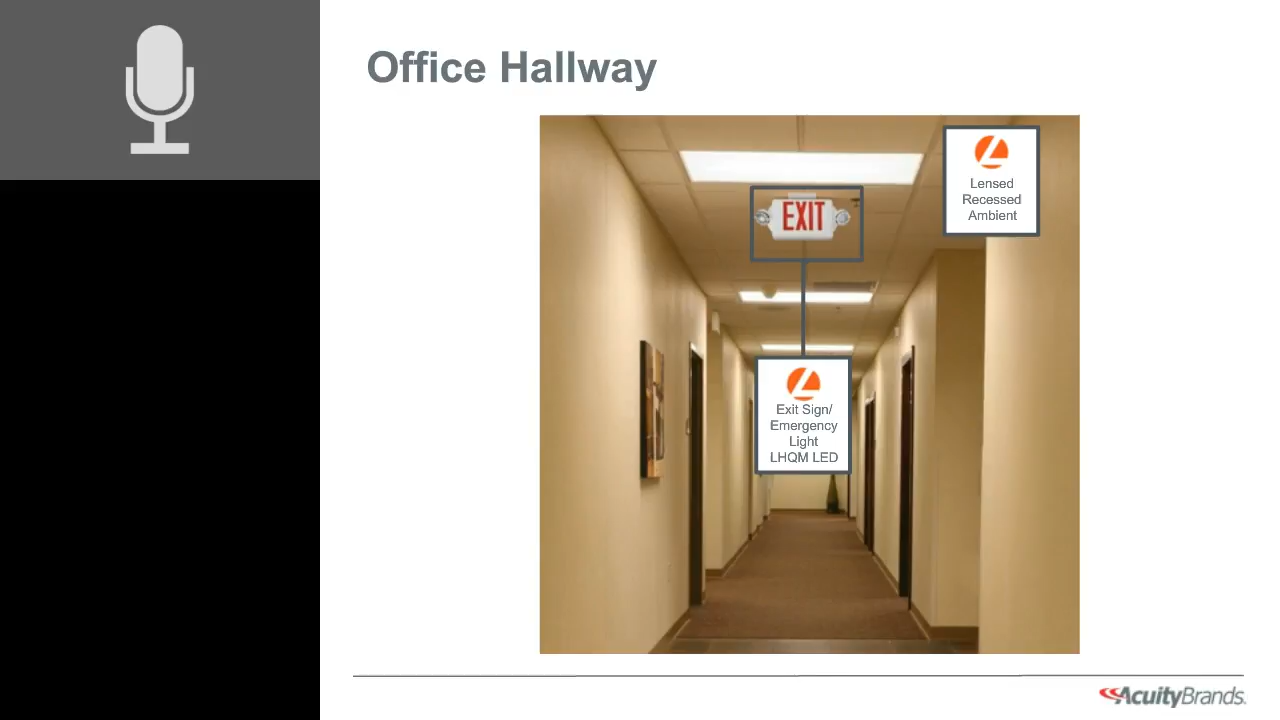 Office Hallway
EXIT
Lensed
Recessed
Ambient
Exit Sign/
Emergency
Light
LHQM LED
AcuityBrands.